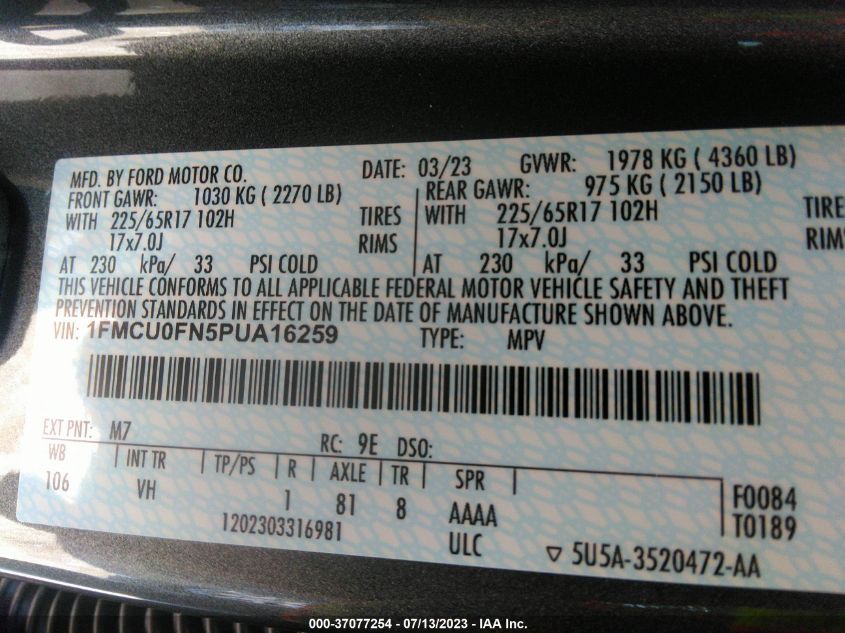 MFD. BY FORD MOTOR CO. DATE: 03/23 GVWR: 1978 KG ( 4360 LB)
FRONT GAWR: 1030 KG ( 2270 LB) REAR GAWR: 975 KG ( 2150 LB)
WITH 225/65R17 102H TIRES WITH 225/65R17 102H TIRE
17x7.0J RIMS 17x7.0J RIM
AT 230 kPa/ 33 PSI COLD AT 230 kPa/ 33 PSI COLD
THIS VEHICLE CONFORMS TO ALL APPLICABLE FEDERAL MOTOR VEHICLE SAFETY AND THEFT
PREVENTION STANDARDS IN EFFECT ON THE DATE OF MANUFACTURE SHOWN ABOVE.
VIN: 1FMCU0FN5PUA16259 TYPE: MPV
EXT PNT: M7 RC: 9E DSO:
WB INT TR TP/PS R AXLE TR SPR
106 VH 1 81 8 AAAA F0084
1202303316981 ULC T0189
5U5A-3520472-AA
000-37077254 - 07/13/2023 - IAA Inc.